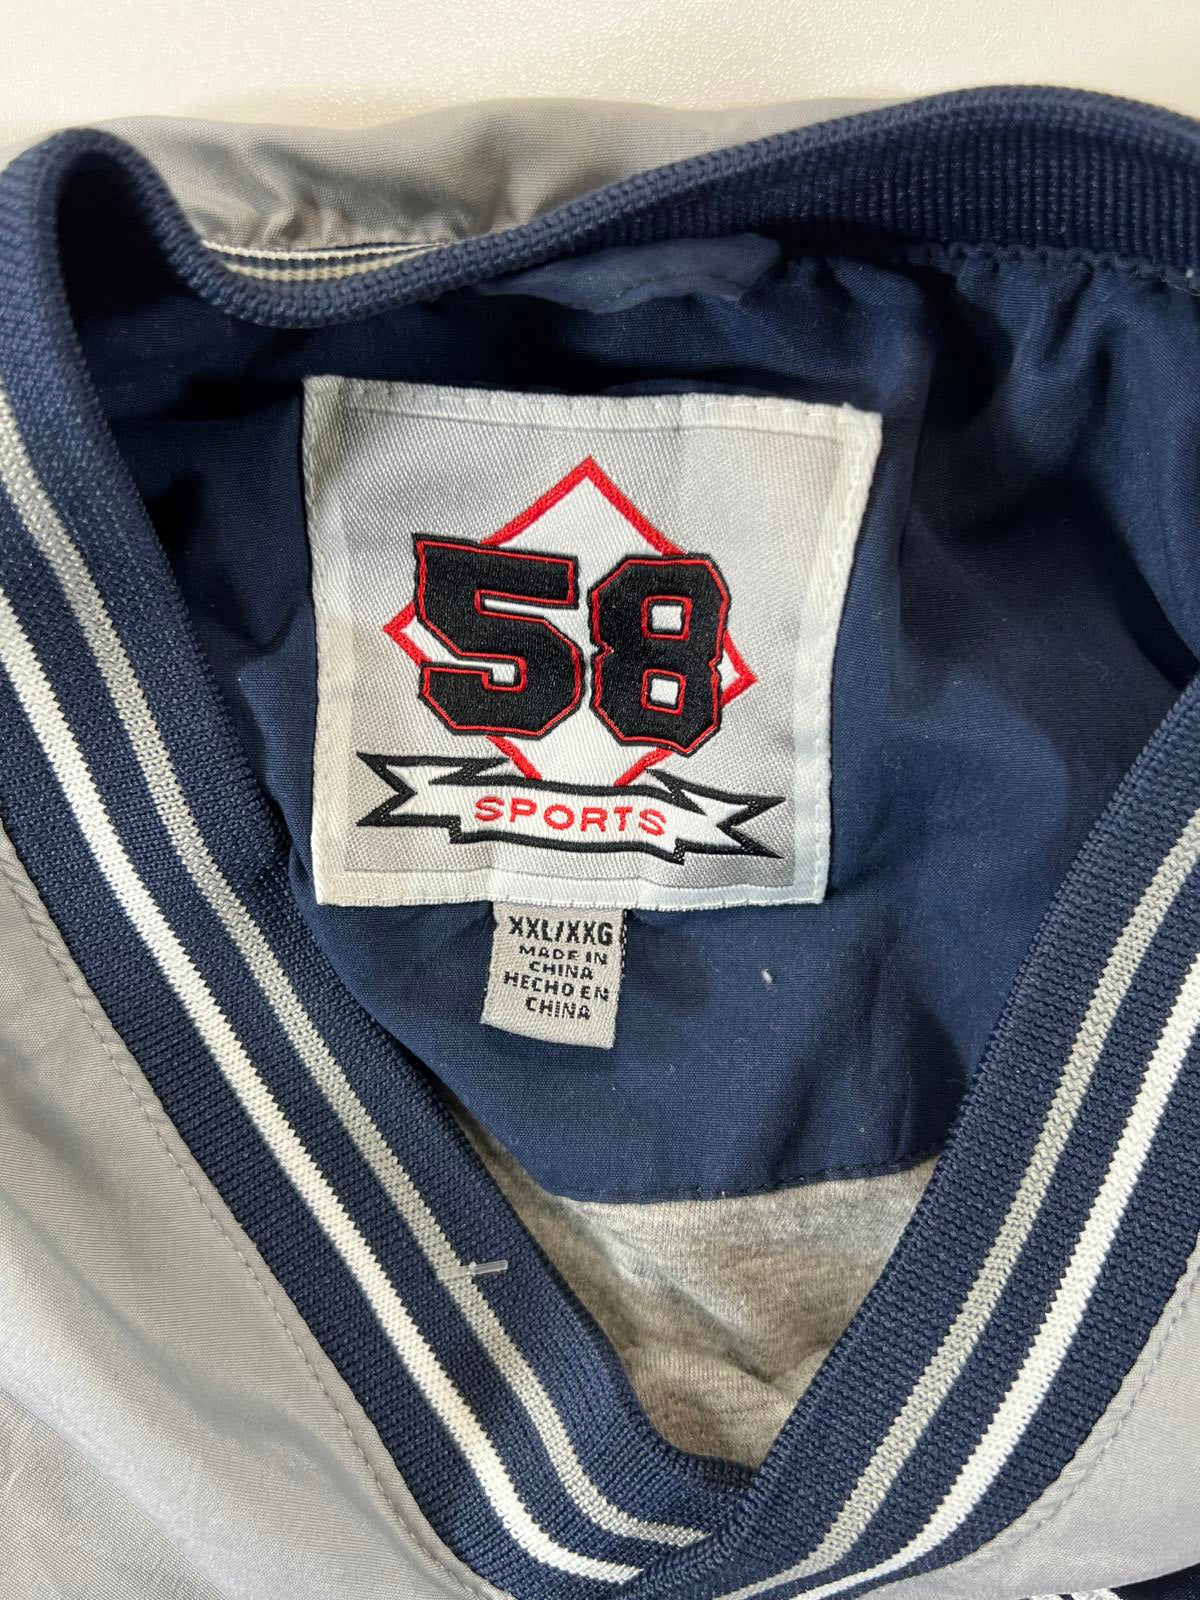 58
SPORTS
XXL/XXG
MADE IN
CHINA
HECHO EN
CHINA